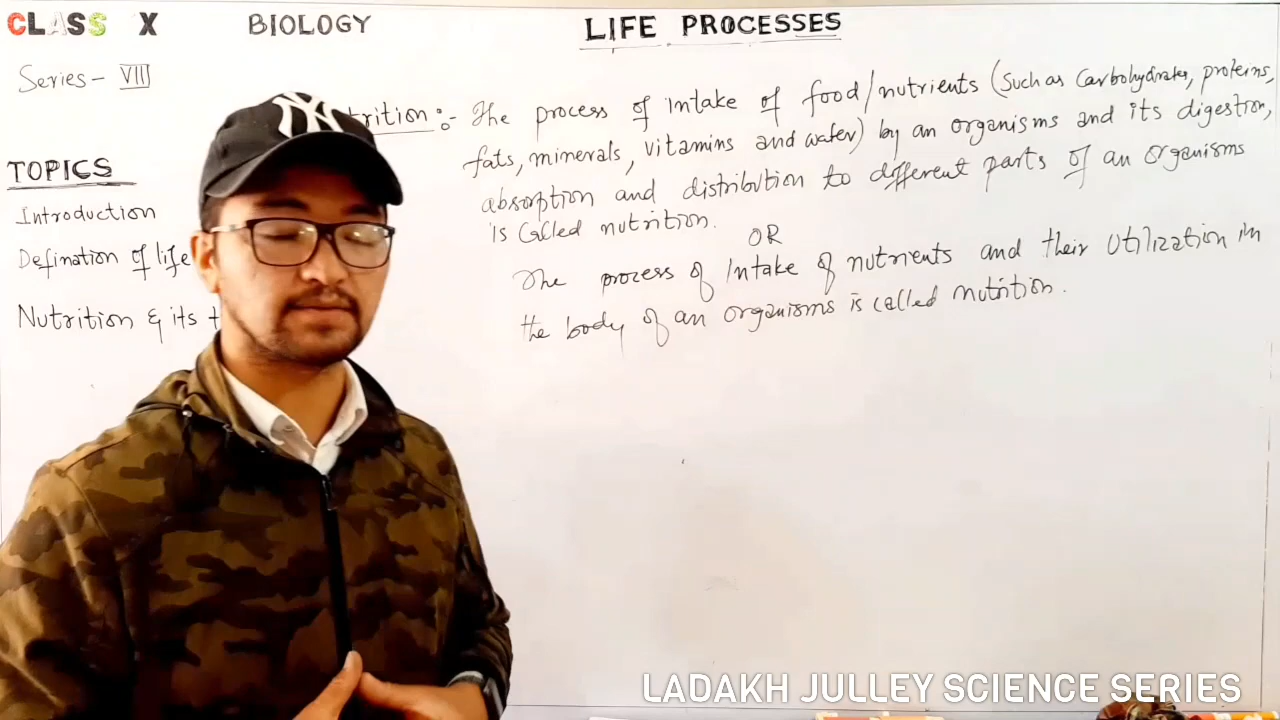 CLASS X BIOLOGY LIFE PROCESSES
Series - VII
TOPICS
Introduction
Defination of life
Nutrition & its t
trition :- The process of intake of food/nutrients (such as Carbohydrates, proteins,
fats, minerals, vitamins and water) by an organisms and its digestion,
absorption and distribution to different parts of an organisms
is called nutrition.
OR
The process of Intake of nutrients and their utilization in
the body of an organisms is called nutrition.
NY
LADAKH JULLEY SCIENCE SERIES